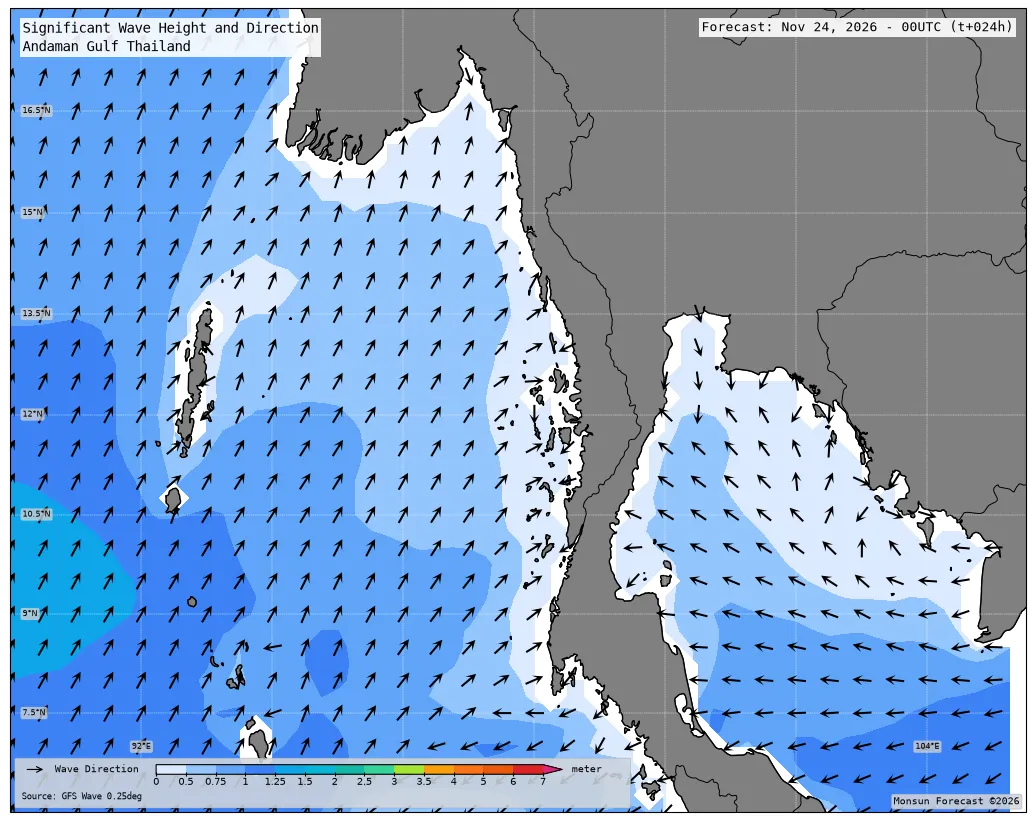 Significant Wave Height and Direction
Andaman Gulf Thailand
Forecast: Nov 24, 2026 - 00UTC (t+024h)
16.5°N
15°N
13.5°N
12°N
10.5°N
9°N
7.5°N
92°E
104°E
Wave Direction
0 0.5 0.75 1 1.25 1.5 2 2.5 3 3.5 4 5 6 7
meter
Source: GFS Wave 0.25deg
Monsun Forecast ©2026